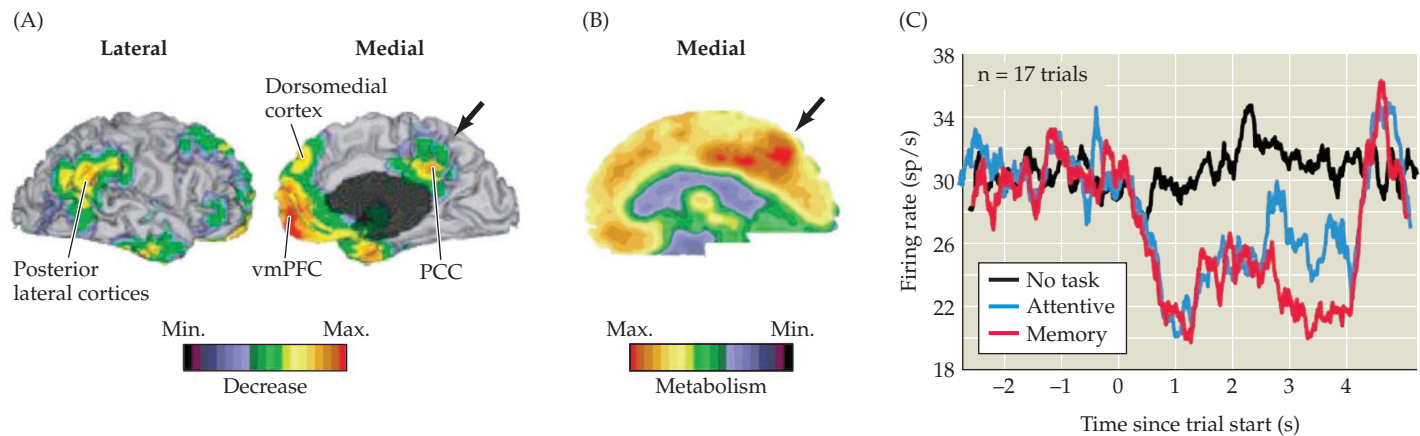 (A)
Lateral
Medial
Dorsomedial
cortex
Posterior
lateral cortices
vmPFC
PCC
Min.
Max.
Decrease
(B)
Medial
Max.
Min.
Metabolism
(C)
Firing rate (sp/s)
38
34
30
26
22
18
n = 17 trials
No task
Attentive
Memory
–2
–1
0
1
2
3
4
Time since trial start (s)